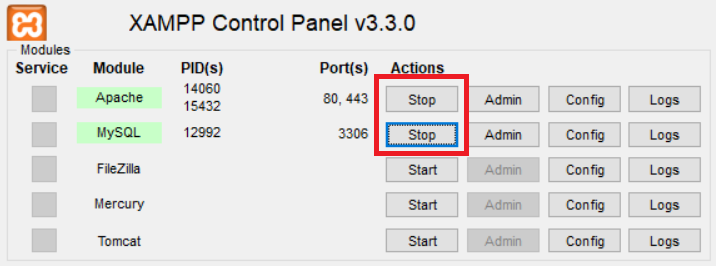 XAMPP Control Panel v3.3.0
Modules
Service Module PID(s) Port(s) Actions
Apache 14060 15432 80, 443 Stop Admin Config Logs
MySQL 12992 3306 Stop Admin Config Logs
FileZilla Start Admin Config Logs
Mercury Start Admin Config Logs
Tomcat Start Admin Config Logs